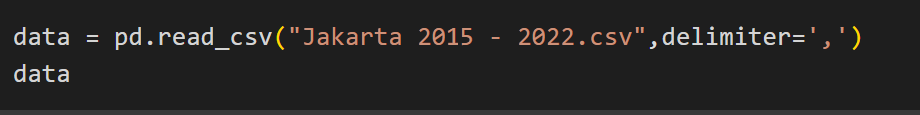 data = pd.read_csv("Jakarta 2015 - 2022.csv",delimiter=',')
data